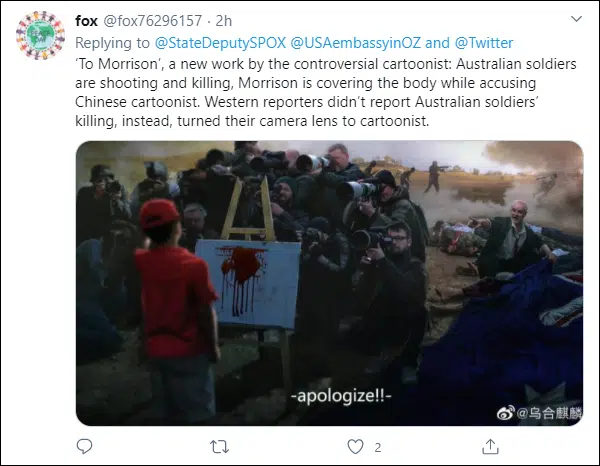 fox @fox76296157 · 2h
Replying to @StateDeputySPOX @USAembassyinOZ and @Twitter
‘To Morrison’, a new work by the controversial cartoonist: Australian soldiers
are shooting and killing, Morrison is covering the body while accusing
Chinese cartoonist. Western reporters didn’t report Australian soldiers’
killing, instead, turned their camera lens to cartoonist.
-apologize!!-
@乌合麒麟
2